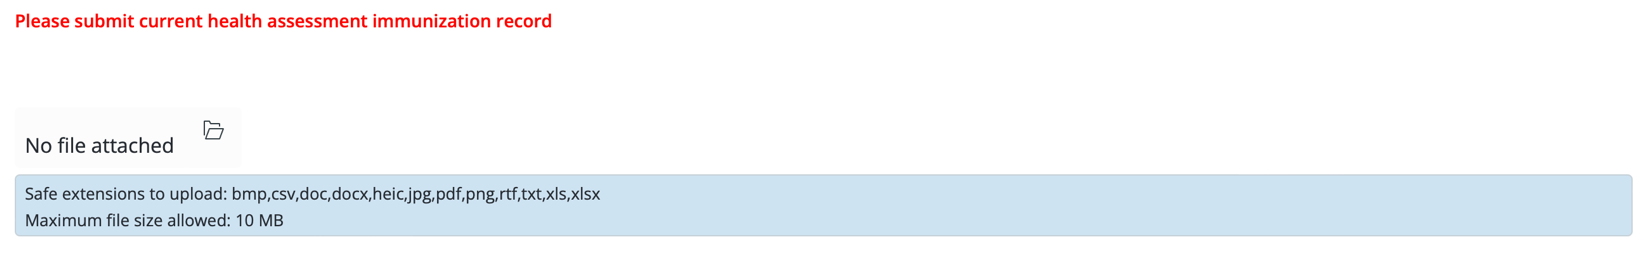 Please submit current health assessment immunization record
No file attached
Safe extensions to upload: bmp,csv,doc,docx,heic,jpg,pdf,png,rtf,txt,xls,xlsx
Maximum file size allowed: 10 MB